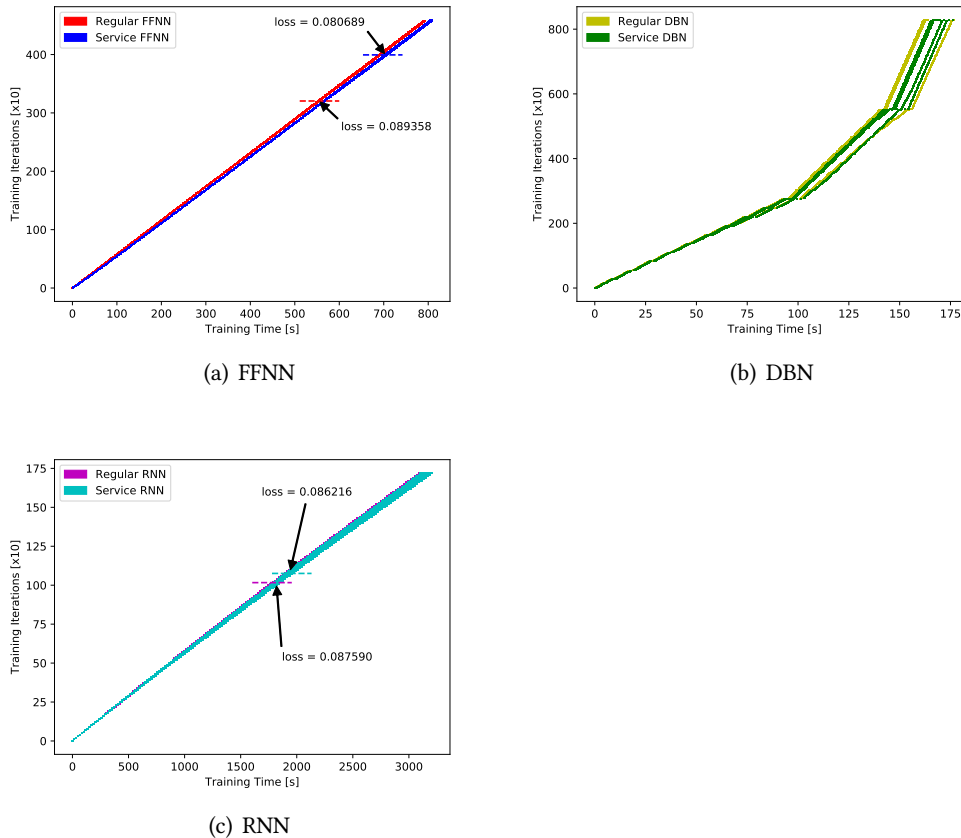 Regular FFNN
Service FFNN
loss = 0.080689
loss = 0.089358
400
300
200
100
0
Training Iterations [x10]
0 100 200 300 400 500 600 700 800
Training Time [s]
(a) FFNN
Regular DBN
Service DBN
800
600
400
200
0
Training Iterations [x10]
0 25 50 75 100 125 150 175
Training Time [s]
(b) DBN
Regular RNN
Service RNN
loss = 0.086216
loss = 0.087590
175
150
125
100
75
50
25
0
Training Iterations [x10]
0 500 1000 1500 2000 2500 3000
Training Time [s]
(c) RNN